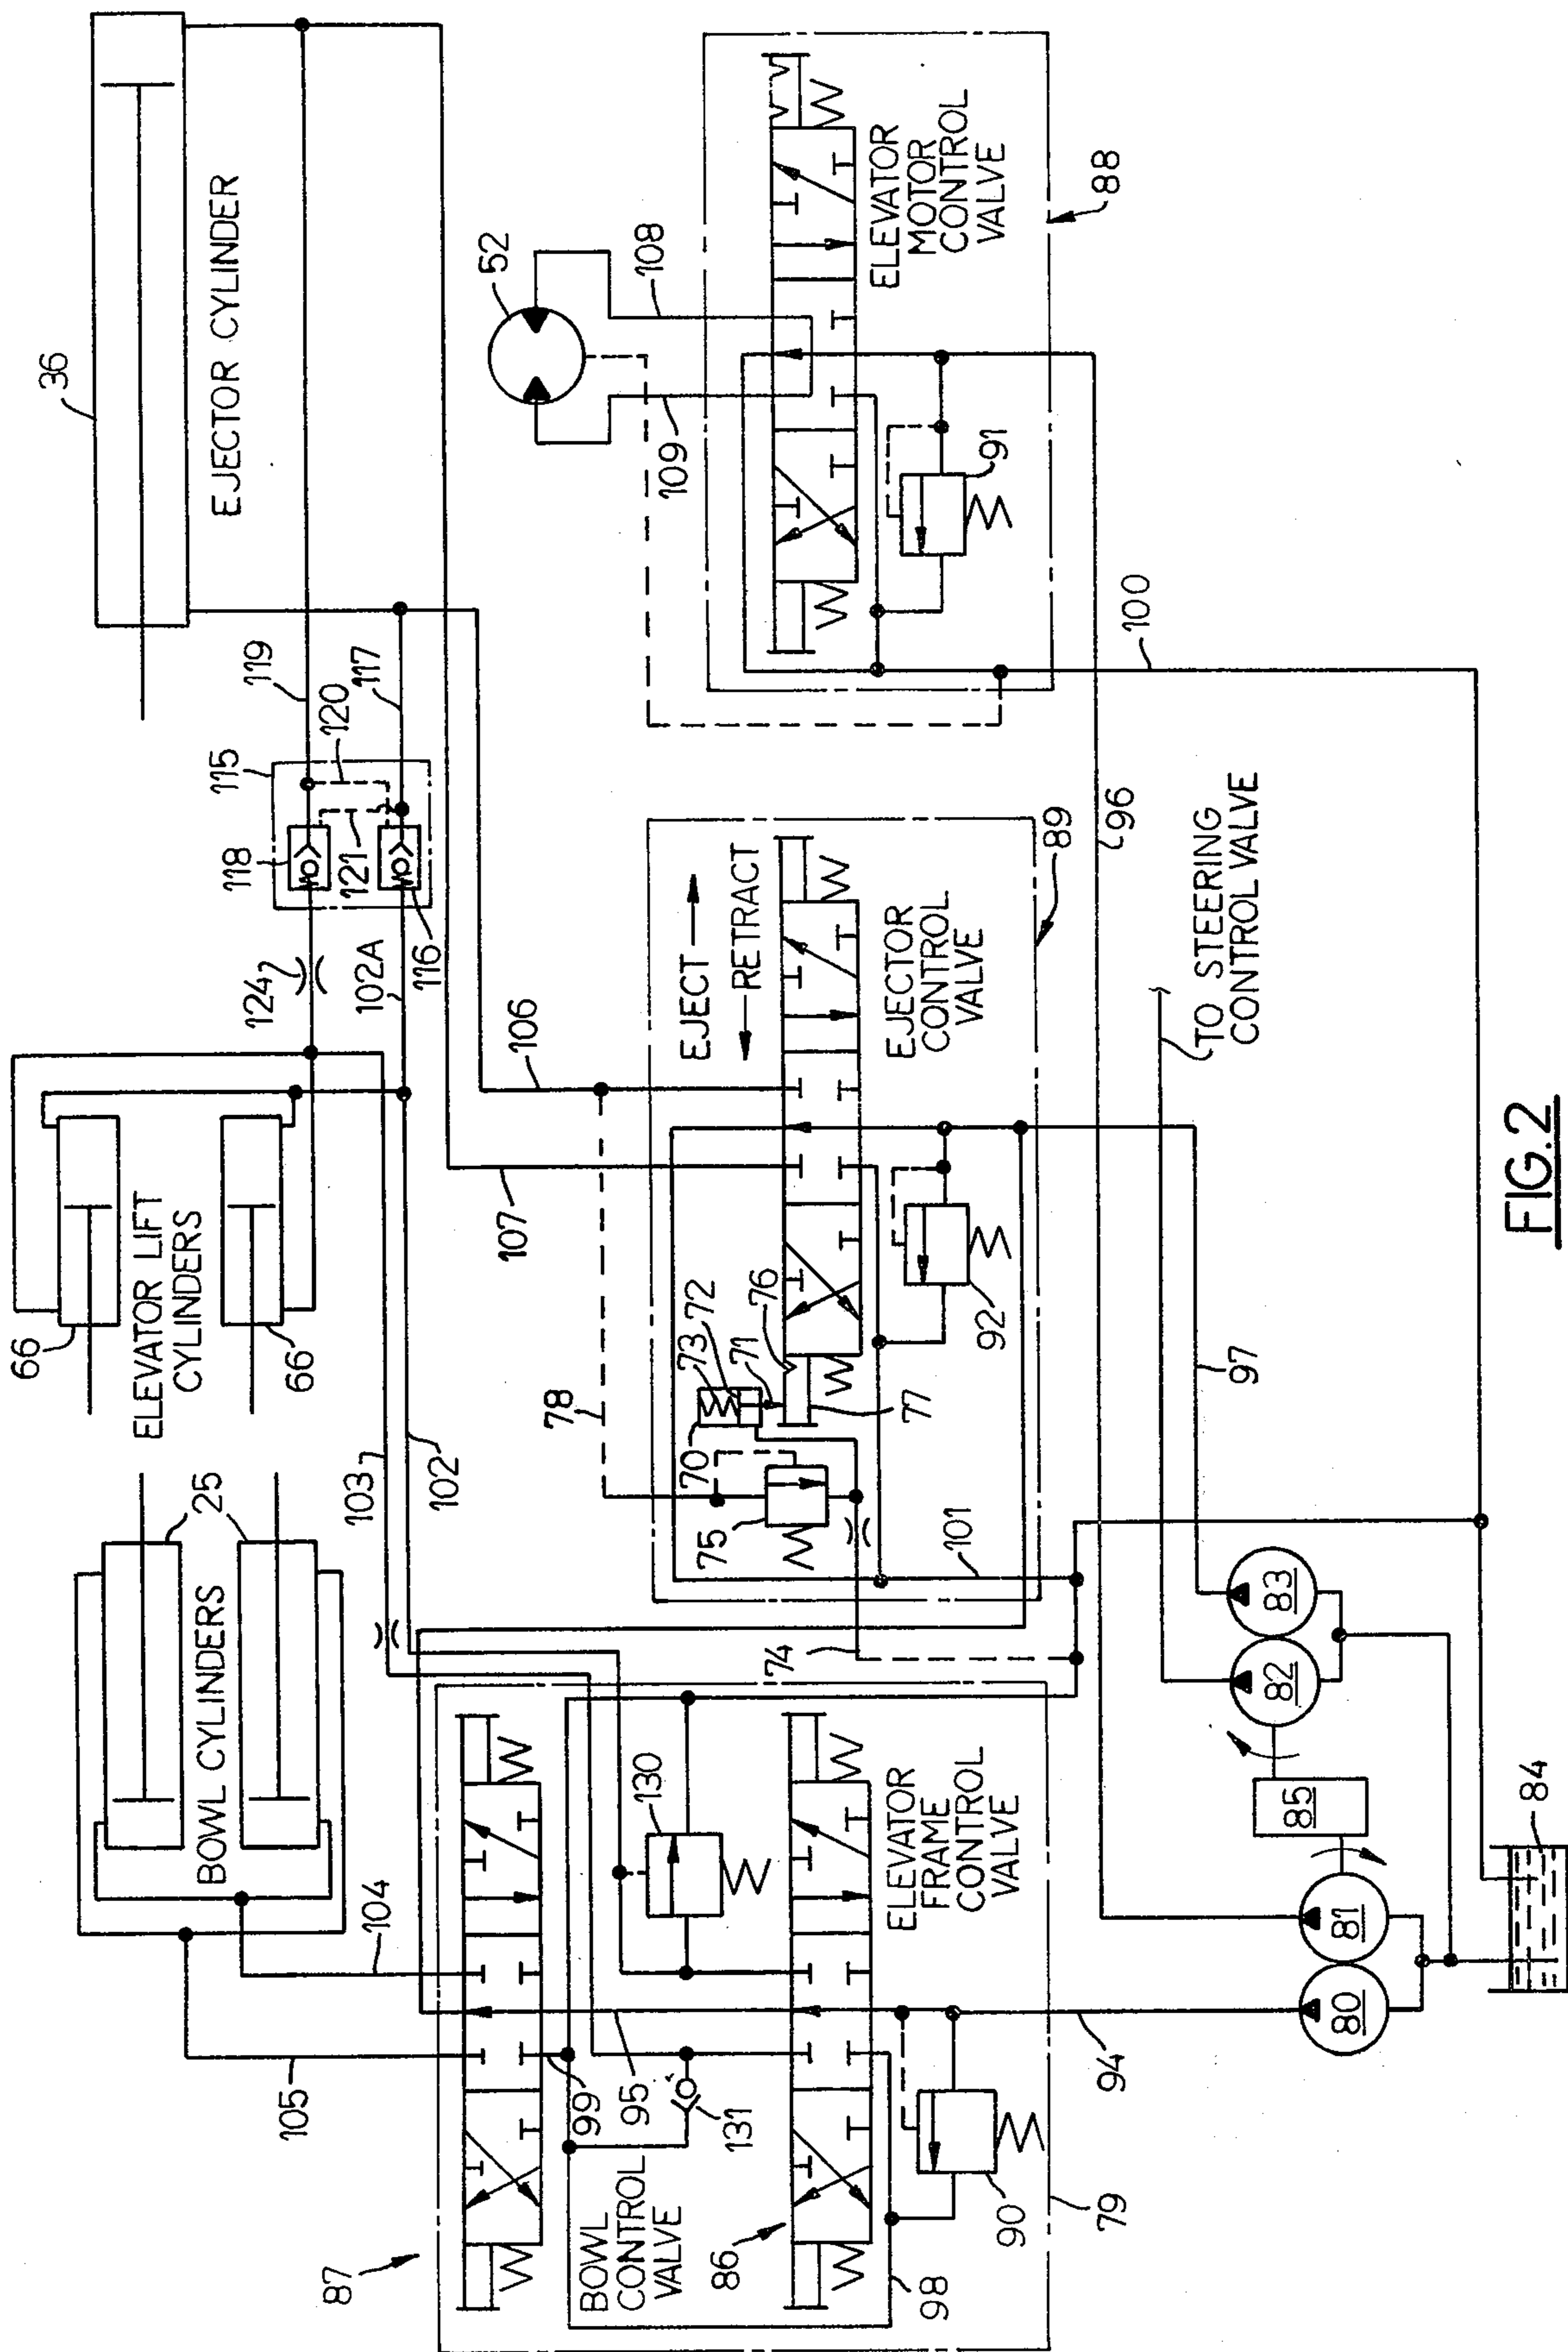 36
EJECTOR CYLINDER
119
117
120
115
118
121
116
124
102A
66
ELEVATOR LIFT
CYLINDERS
66
103
102
25
BOWL CYLINDERS
104
105
52
108
109
ELEVATOR
MOTOR
CONTROL
VALVE
88
91
100
96
106
107
78
EJECT
RETRACT
EJECTOR
CONTROL
VALVE
89
76
72
73
71
70
77
75
92
97
101
74
TO STEERING
CONTROL VALVE
87
99
95
131
130
BOWL
CONTROL
VALVE
86
ELEVATOR
FRAME
CONTROL
VALVE
98
90
79
94
83
82
85
81
80
84
FIG.2